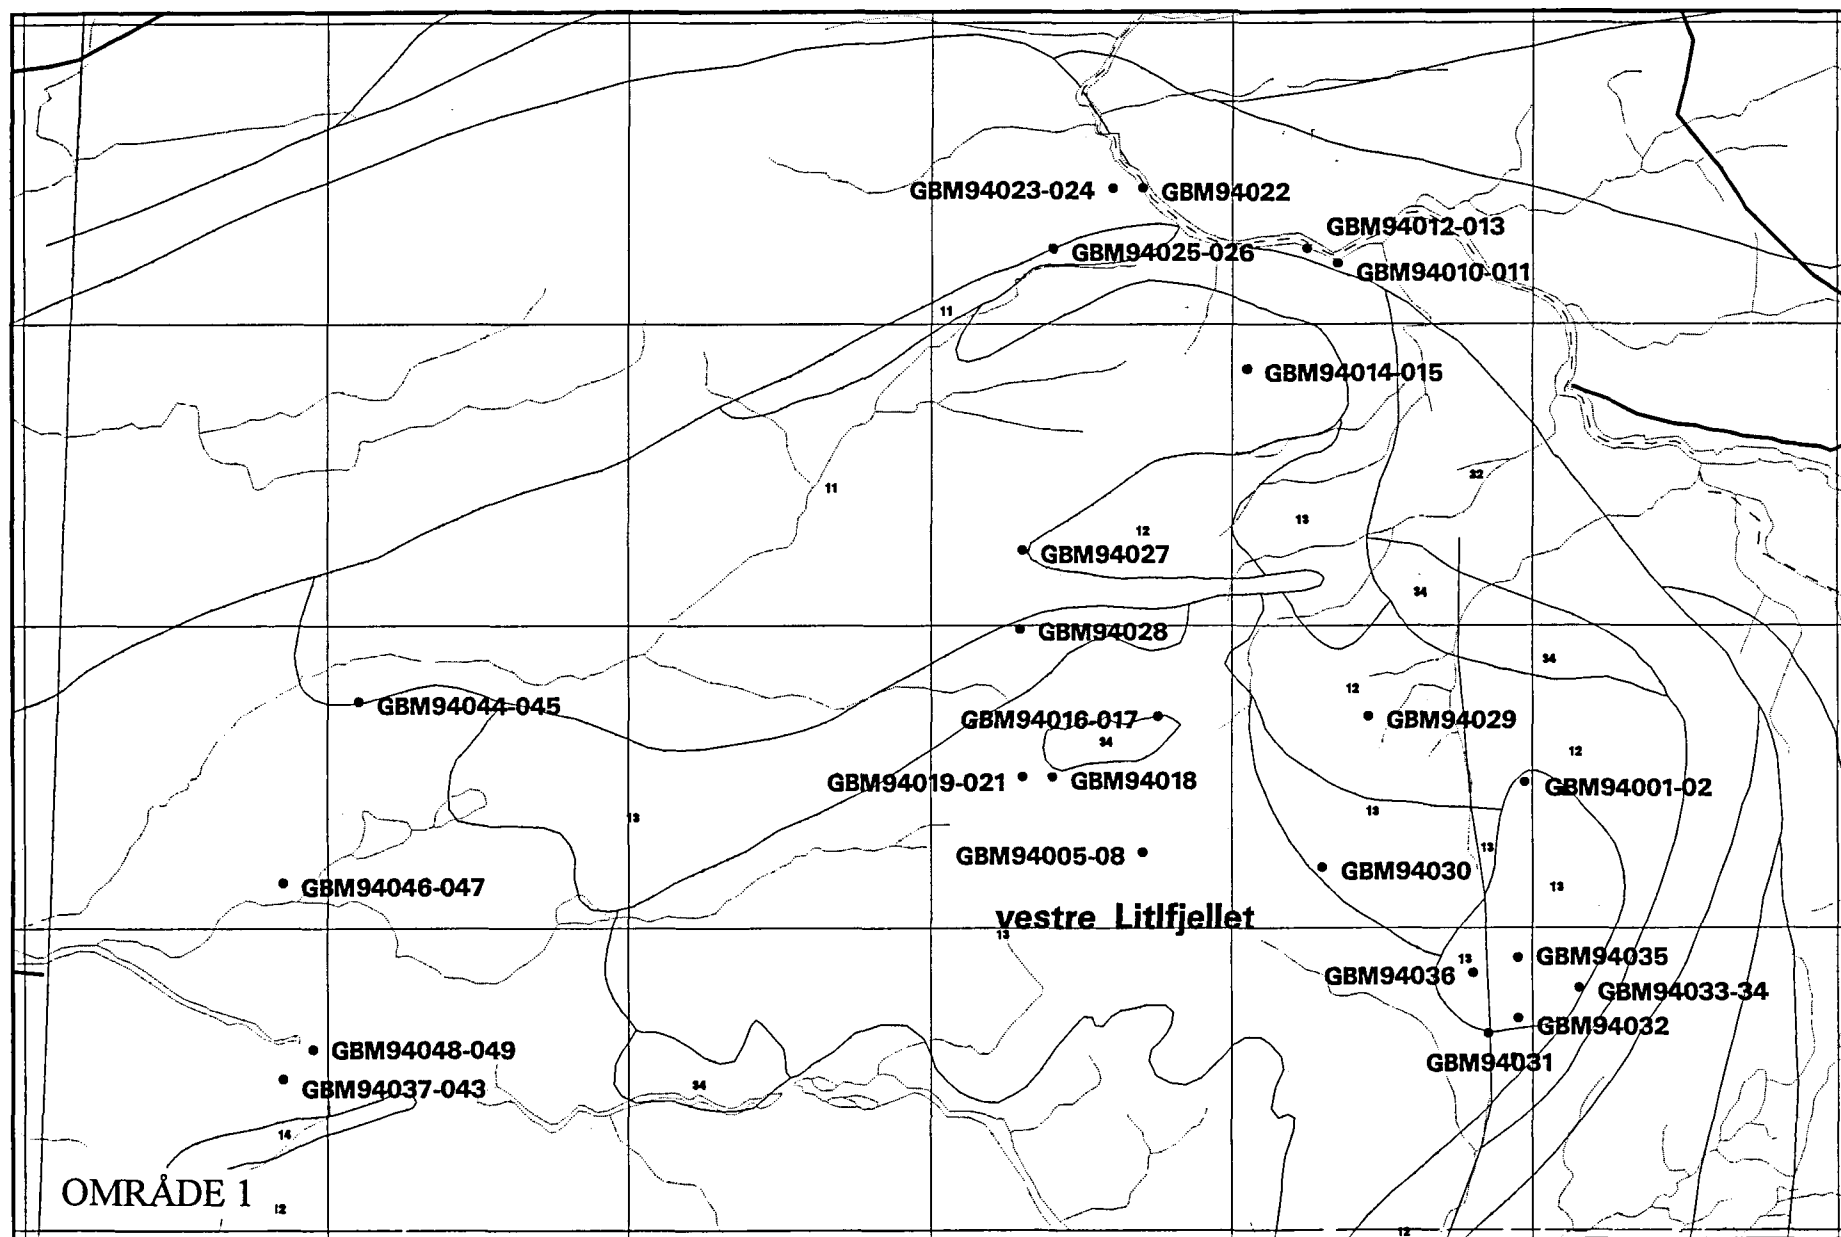 GBM94023-024
GBM94022
GBM94012-013
GBM94025-026
GBM94010-011
11
GBM94014-015
32
11
13
12
GBM94027
34
GBM94028
34
12
GBM94044-045
GBM94016-017
GBM94029
34
12
GBM94019-021
GBM94018
GBM94001-02
13
13
13
GBM94005-08
GBM94030
13
GBM94046-047
vestre Litlfjellet
13
13
GBM94035
GBM94036
GBM94033-34
GBM94032
GBM94048-049
GBM94031
GBM94037-043
34
14
OMRÅDE 1
12
12